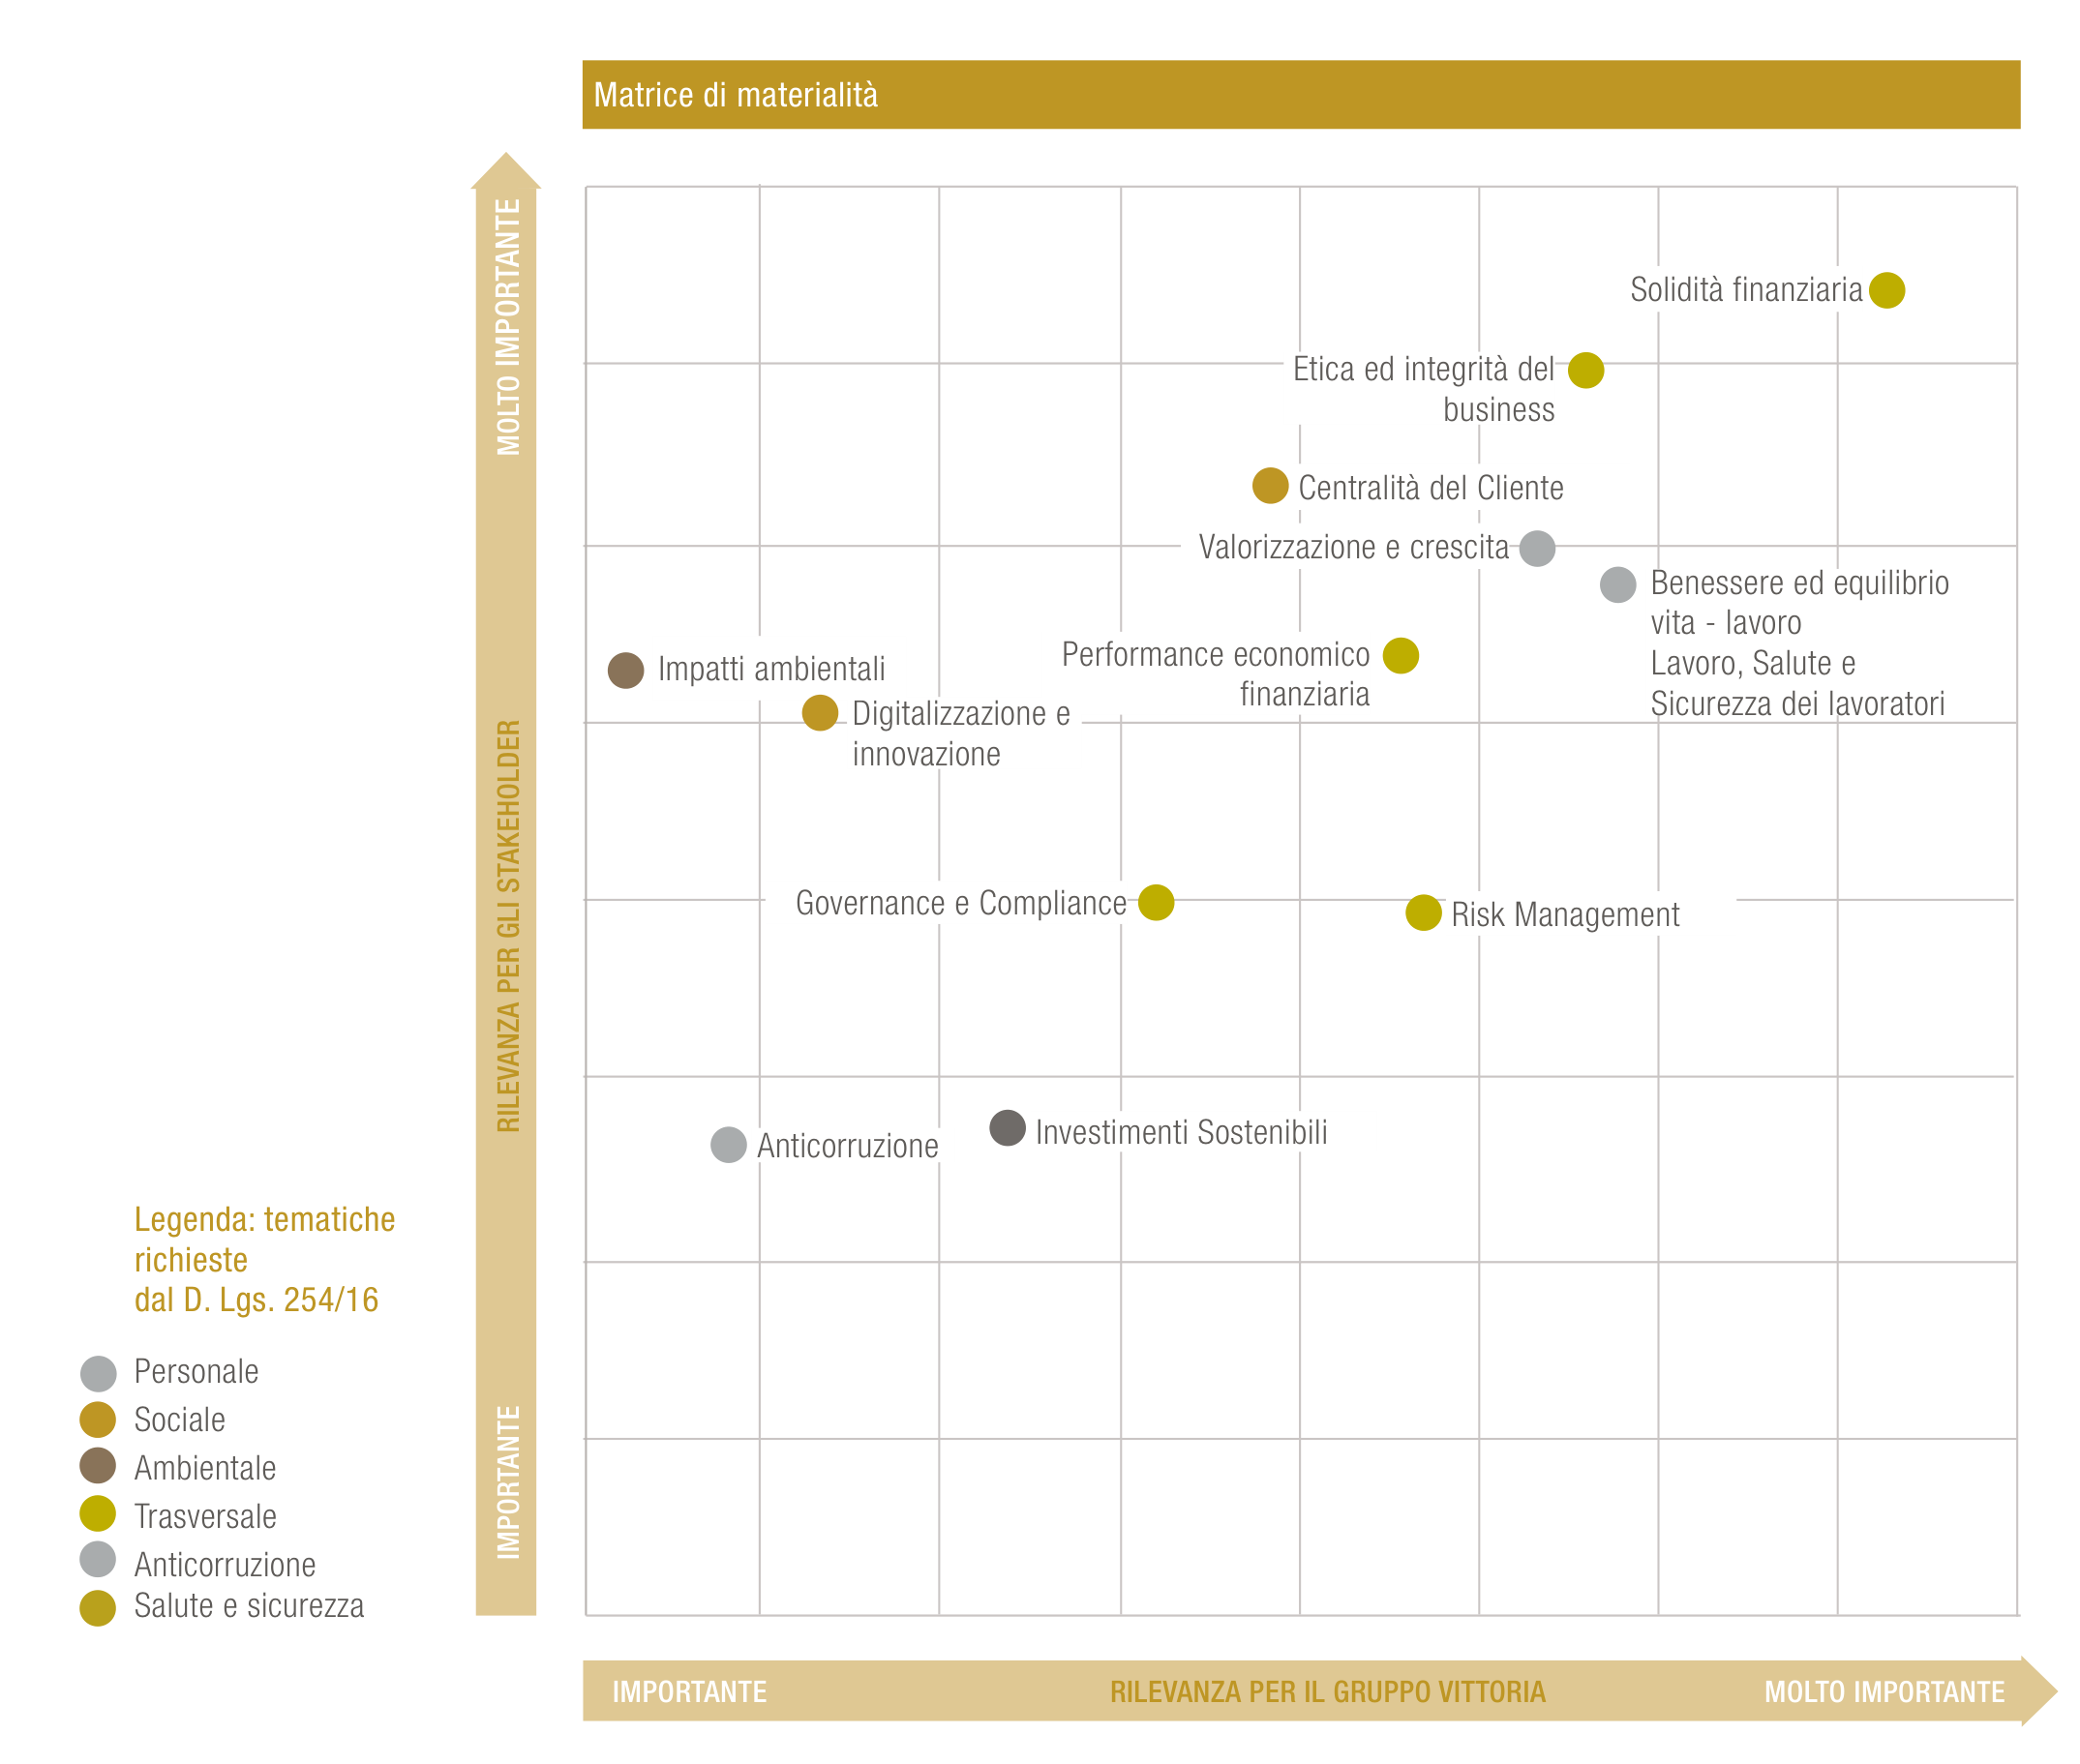 Matrice di materialità
MOLTO IMPORTANTE
RILEVANZA PER GLI STAKEHOLDER
IMPORTANTE
Solidità finanziaria
Etica ed integrità del
business
Centralità del Cliente
Valorizzazione e crescita
Benessere ed equilibrio
vita - lavoro
Lavoro, Salute e
Sicurezza dei lavoratori
Performance economico
finanziaria
Impatti ambientali
Digitalizzazione e
innovazione
Governance e Compliance
Risk Management
Anticorruzione
Investimenti Sostenibili
Legenda: tematiche
richieste
dal D. Lgs. 254/16
Personale
Sociale
Ambientale
Trasversale
Anticorruzione
Salute e sicurezza
IMPORTANTE
RILEVANZA PER IL GRUPPO VITTORIA
MOLTO IMPORTANTE